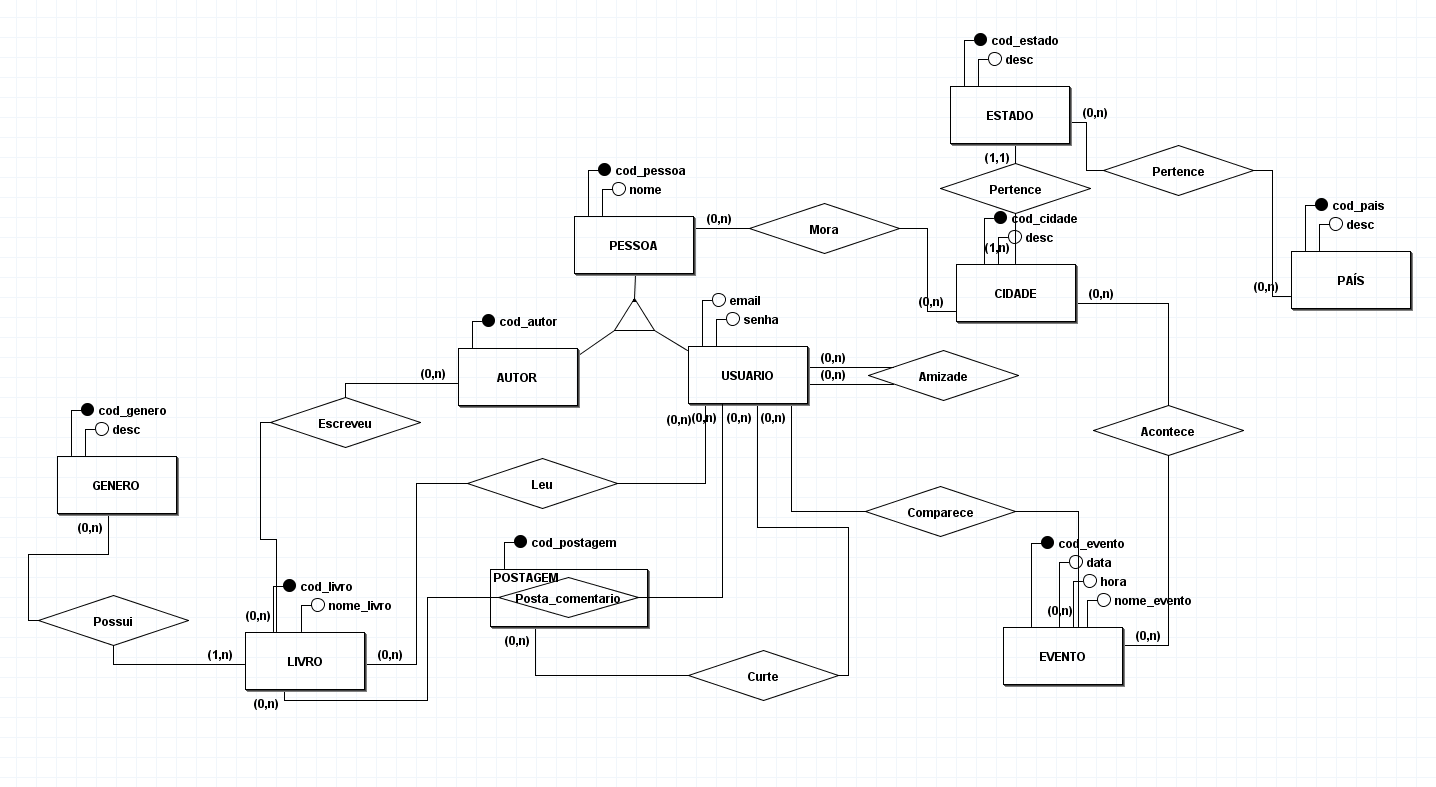 cod_estado
desc
ESTADO
(0,n)
(1,1)
Pertence
Pertence
cod_pessoa
nome
PESSOA
(0,n)
Mora
cod_cidade
desc
(1,n)
CIDADE
(0,n)
(0,n)
cod_pais
desc
PAÍS
(0,n)
email
senha
USUARIO
(0,n)
(0,n)
Amizade
cod_autor
AUTOR
(0,n)
Escreveu
(0,n)
(0,n)
(0,n)
(0,n)
cod_genero
desc
GENERO
(0,n)
Leu
Acontece
Comparece
cod_postagem
POSTAGEM
Posta_comentario
(0,n)
cod_evento
data
hora
nome_evento
(0,n)
EVENTO
(0,n)
cod_livro
nome_livro
(0,n)
Possui
(1,n)
LIVRO
(0,n)
(0,n)
Curte